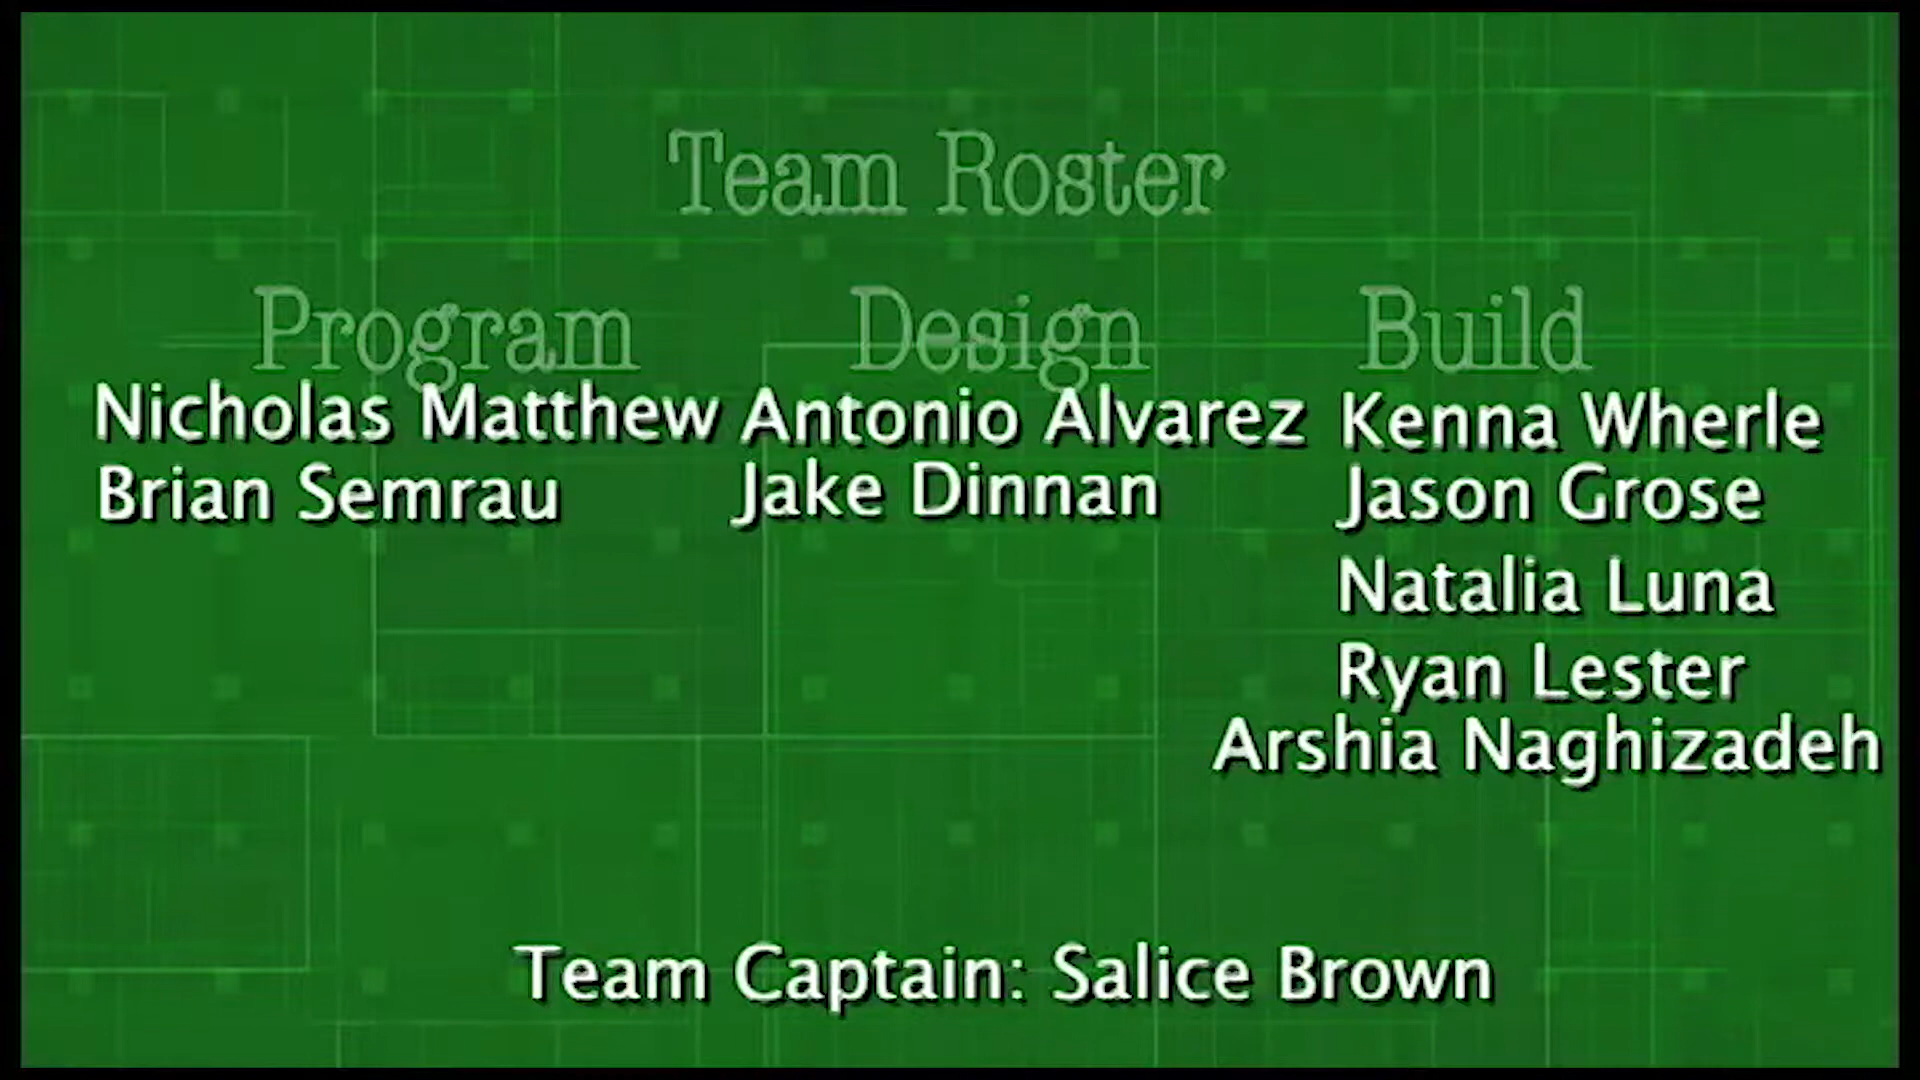 Team Roster
Program Design Build
Nicholas Matthew Antonio Alvarez Kenna Wherle
Brian Semrau Jake Dinnan Jason Grose
Natalia Luna
Ryan Lester
Arshia Naghizadeh
Team Captain: Salice Brown